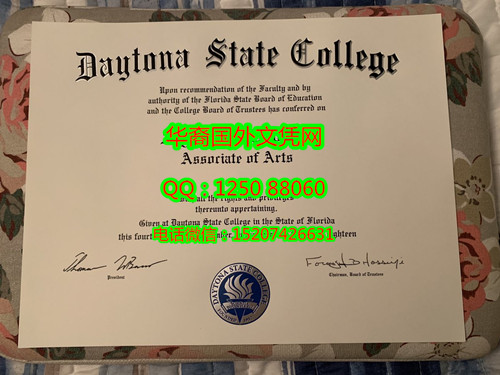 Daytona State College
Upon recommendation of the Faculty and by
authority of the Florida State Board of Education
and the College Board of Trustees has conferred on
华裔国外文凭网
Associate of Arts
QQ：1250 88060
all the rights and privileges
thereunto appertaining.
Given at Daytona State College in the State of Florida
this fourt
电话微信：15207426631
ighteen
President
Chairman, Board of Trustees
DAYTONA STATE COLLEGE